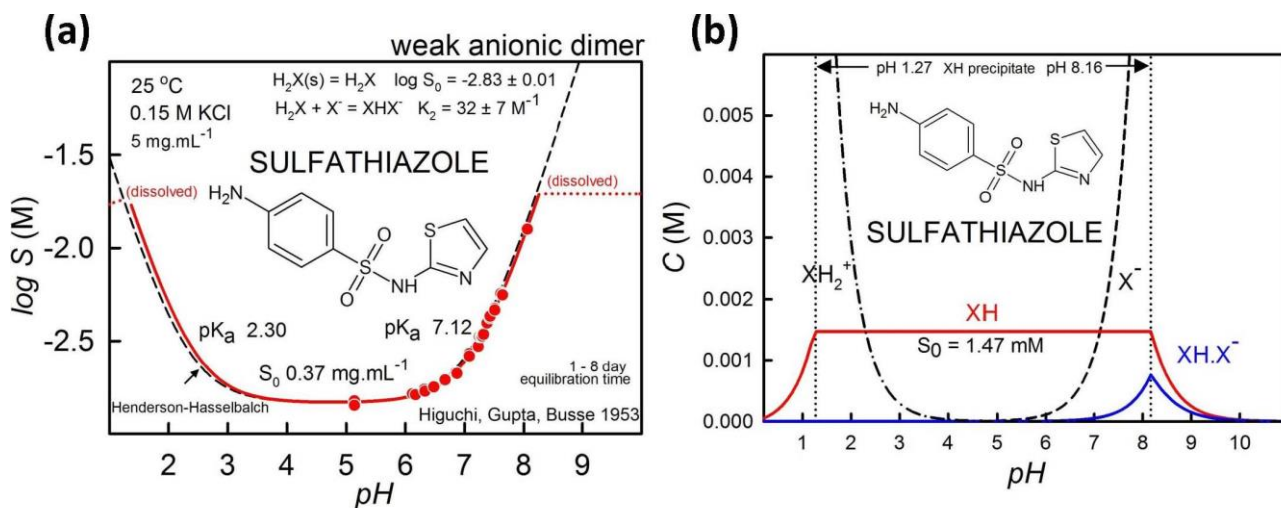 (a)
weak anionic dimer
25 °C
0.15 M KCl
5 mg.mL⁻¹
H₂X(s) = H₂X log S₀ = -2.83 ± 0.01
H₂X + X⁻ = XHX⁻ K₂ = 32 ± 7 M⁻¹
SULFATHIAZOLE
(dissolved)
(dissolved)
H₂N
S
O
O
S
NH
N
pKₐ 2.30
pKₐ 7.12
S₀ 0.37 mg.mL⁻¹
Henderson-Hasselbalch
1 - 8 day
equilibration time
Higuchi, Gupta, Busse 1953
log S (M)
-1.5
-2.0
-2.5
2 3 4 5 6 7 8 9
pH
(b)
pH 1.27 XH precipitate pH 8.16
NH₂
S
O
O
S
NH
N
SULFATHIAZOLE
XH₂⁺
X⁻
XH
S₀ = 1.47 mM
XH.X⁻
C (M)
0.005
0.004
0.003
0.002
0.001
0.000
1 2 3 4 5 6 7 8 9 10
pH